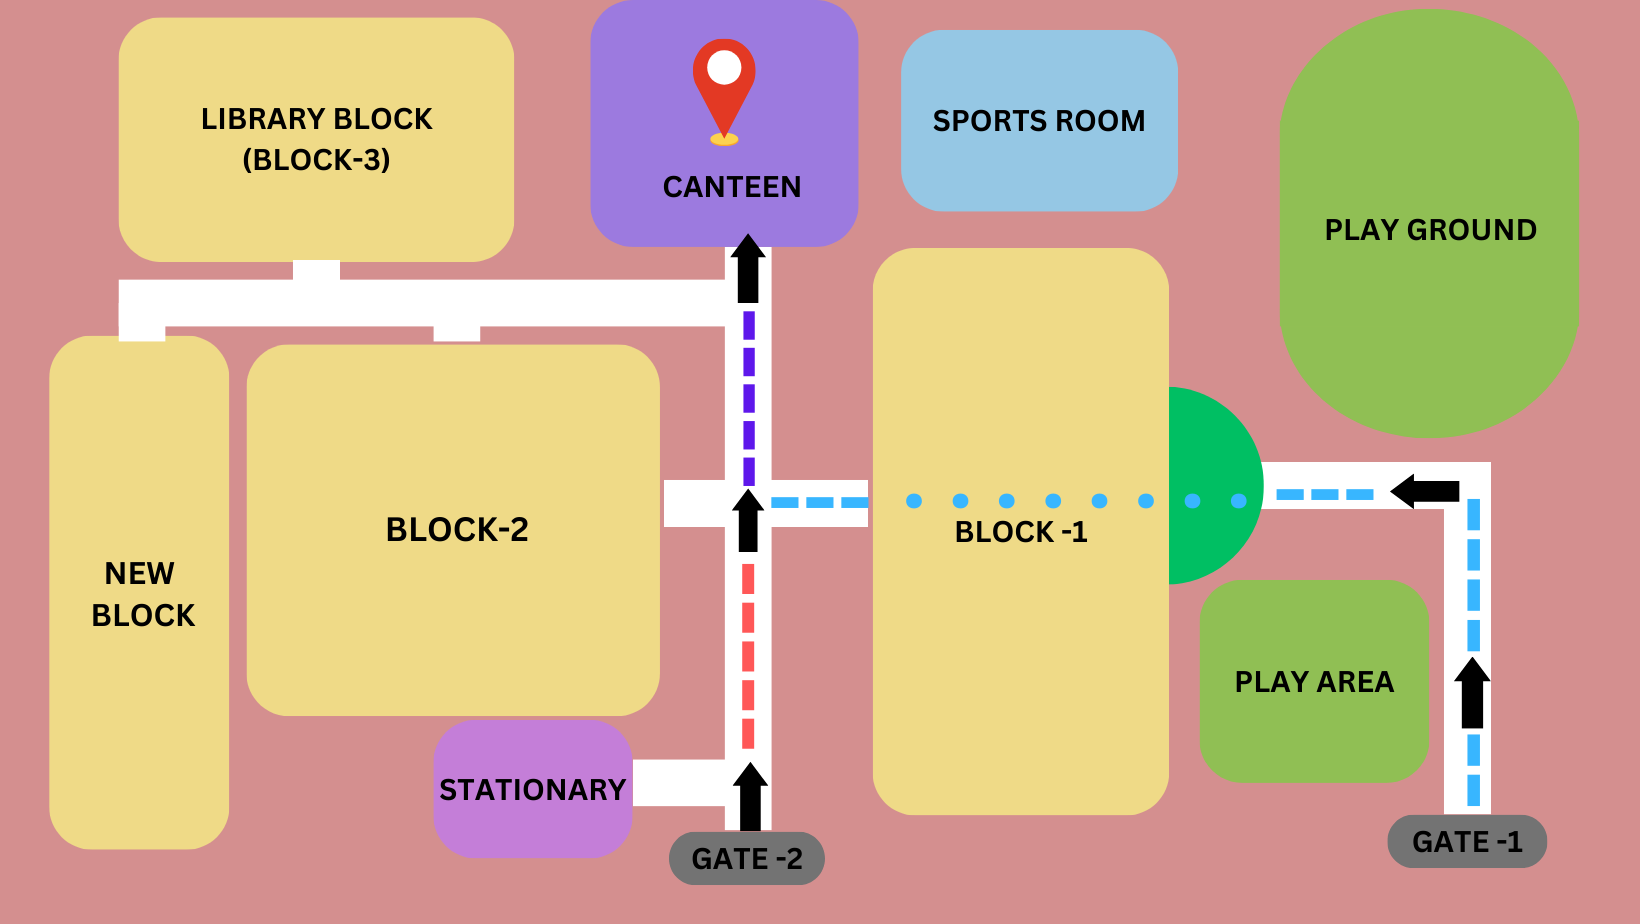 LIBRARY BLOCK
(BLOCK-3)
CANTEEN
SPORTS ROOM
PLAY GROUND
BLOCK-2
BLOCK -1
NEW
BLOCK
PLAY AREA
STATIONARY
GATE -2
GATE -1